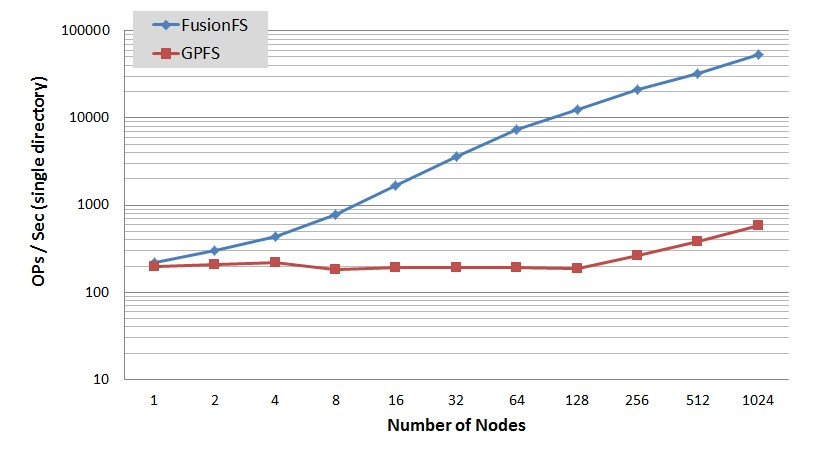 FusionFS
GPFS
OPs / Sec (single directory)
100000
10000
1000
100
10
1 2 4 8 16 32 64 128 256 512 1024
Number of Nodes